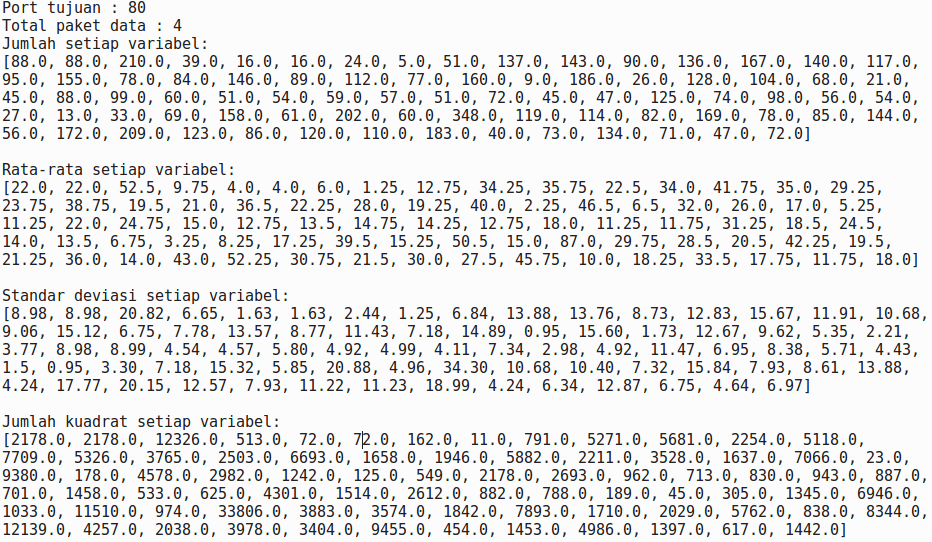 Port tujuan : 80
Total paket data : 4
Jumlah setiap variabel:
[88.0, 88.0, 210.0, 39.0, 16.0, 16.0, 24.0, 5.0, 51.0, 137.0, 143.0, 90.0, 136.0, 167.0, 140.0, 117.0,
95.0, 155.0, 78.0, 84.0, 146.0, 89.0, 112.0, 77.0, 160.0, 9.0, 186.0, 26.0, 128.0, 104.0, 68.0, 21.0,
45.0, 88.0, 99.0, 60.0, 51.0, 54.0, 59.0, 57.0, 51.0, 72.0, 45.0, 47.0, 125.0, 74.0, 98.0, 56.0, 54.0,
27.0, 13.0, 33.0, 69.0, 158.0, 61.0, 202.0, 60.0, 348.0, 119.0, 114.0, 82.0, 169.0, 78.0, 85.0, 144.0,
56.0, 172.0, 209.0, 123.0, 86.0, 120.0, 110.0, 183.0, 40.0, 73.0, 134.0, 71.0, 47.0, 72.0]
Rata-rata setiap variabel:
[22.0, 22.0, 52.5, 9.75, 4.0, 4.0, 6.0, 1.25, 12.75, 34.25, 35.75, 22.5, 34.0, 41.75, 35.0, 29.25,
23.75, 38.75, 19.5, 21.0, 36.5, 22.25, 28.0, 19.25, 40.0, 2.25, 46.5, 6.5, 32.0, 26.0, 17.0, 5.25,
11.25, 22.0, 24.75, 15.0, 12.75, 13.5, 14.75, 14.25, 12.75, 18.0, 11.25, 11.75, 31.25, 18.5, 24.5,
14.0, 13.5, 6.75, 3.25, 8.25, 17.25, 39.5, 15.25, 50.5, 15.0, 87.0, 29.75, 28.5, 20.5, 42.25, 19.5,
21.25, 36.0, 14.0, 43.0, 52.25, 30.75, 21.5, 30.0, 27.5, 45.75, 10.0, 18.25, 33.5, 17.75, 11.75, 18.0]
Standar deviasi setiap variabel:
[8.98, 8.98, 20.82, 6.65, 1.63, 1.63, 2.44, 1.25, 6.84, 13.88, 13.76, 8.73, 12.83, 15.67, 11.91, 10.68,
9.06, 15.12, 6.75, 7.78, 13.57, 8.77, 11.43, 7.18, 14.89, 0.95, 15.60, 1.73, 12.67, 9.62, 5.35, 2.21,
3.77, 8.98, 8.99, 4.54, 4.57, 5.80, 4.92, 4.99, 4.11, 7.34, 2.98, 4.92, 11.47, 6.95, 8.38, 5.71, 4.43,
1.5, 0.95, 3.30, 7.18, 15.32, 5.85, 20.88, 4.96, 34.30, 10.68, 10.40, 7.32, 15.84, 7.93, 8.61, 13.88,
4.24, 17.77, 20.15, 12.57, 7.93, 11.22, 11.23, 18.99, 4.24, 6.34, 12.87, 6.75, 4.64, 6.97]
Jumlah kuadrat setiap variabel:
[2178.0, 2178.0, 12326.0, 513.0, 72.0, 72.0, 162.0, 11.0, 791.0, 5271.0, 5681.0, 2254.0, 5118.0,
7709.0, 5326.0, 3765.0, 2503.0, 6693.0, 1658.0, 1946.0, 5882.0, 2211.0, 3528.0, 1637.0, 7066.0, 23.0,
9380.0, 178.0, 4578.0, 2982.0, 1242.0, 125.0, 549.0, 2178.0, 2693.0, 962.0, 713.0, 830.0, 943.0, 887.0,
701.0, 1458.0, 533.0, 625.0, 4301.0, 1514.0, 2612.0, 882.0, 788.0, 189.0, 45.0, 305.0, 1345.0, 6946.0,
1033.0, 11510.0, 974.0, 33806.0, 3883.0, 3574.0, 1842.0, 7893.0, 1710.0, 2029.0, 5762.0, 838.0, 8344.0,
12139.0, 4257.0, 2038.0, 3978.0, 3404.0, 9455.0, 454.0, 1453.0, 4986.0, 1397.0, 617.0, 1442.0]